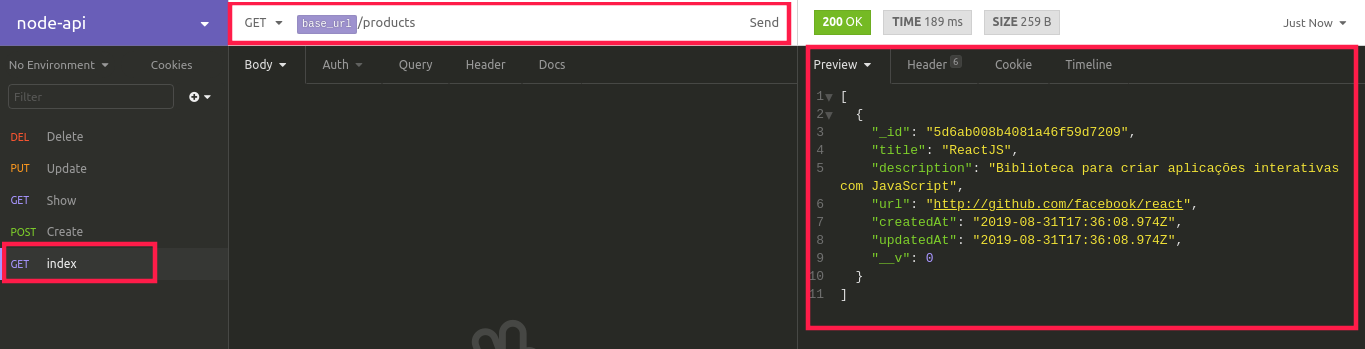 node-api
GET base_url/products Send
200 OK TIME 189 ms SIZE 259 B Just Now
No Environment Cookies
Filter
DEL Delete
PUT Update
GET Show
POST Create
GET index
Body Auth Query Header Docs
Preview Header 6 Cookie Timeline
1 [
2 {
3 "_id": "5d6ab008b4081a46f59d7209",
4 "title": "ReactJS",
5 "description": "Biblioteca para criar aplicações interativas
com JavaScript",
6 "url": "http://github.com/facebook/react",
7 "createdAt": "2019-08-31T17:36:08.974Z",
8 "updatedAt": "2019-08-31T17:36:08.974Z",
9 "__v": 0
10 }
11 ]